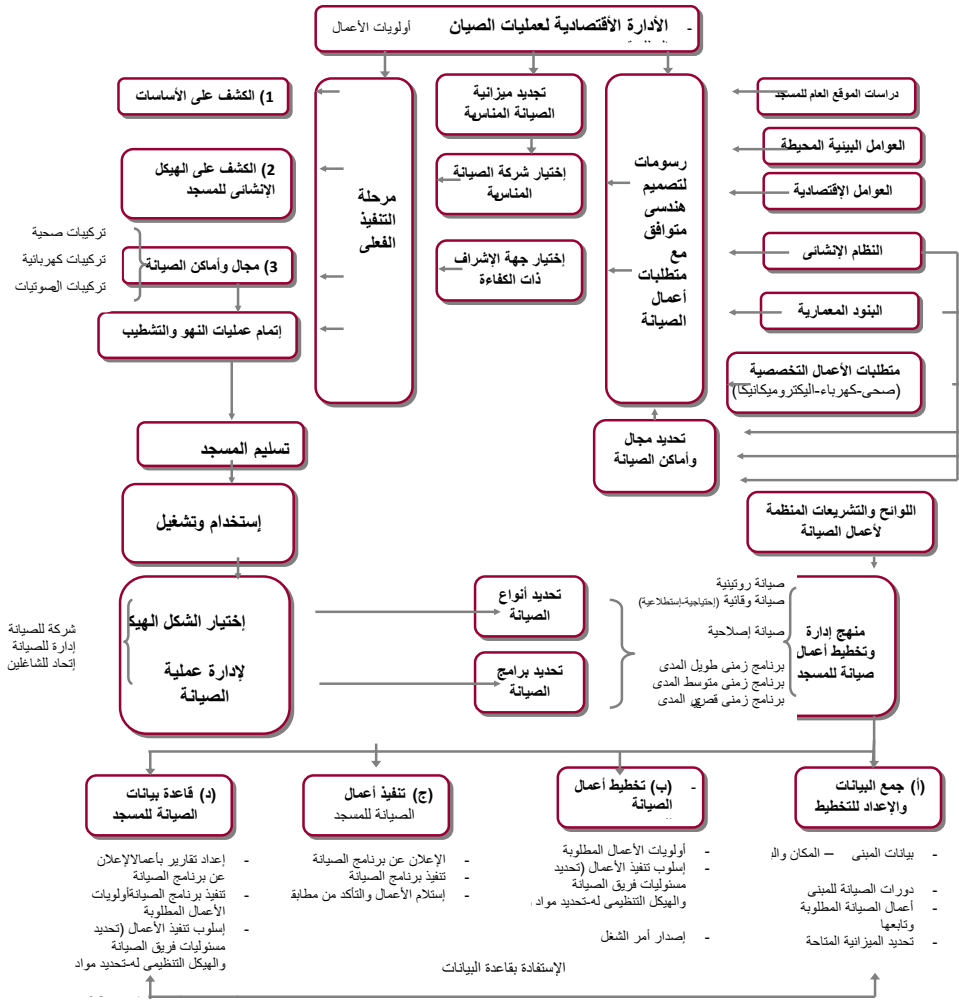 - الأدارة الأقتصادية لعمليات الصيان أولويات الأعمال
دراسات الموقع العام للمسجد
العوامل البيئية المحيطة
العوامل الإقتصادية
النظام الإنشائى
البنود المعمارية
متطلبات الأعمال التخصصية
(صحى-كهرباء-اليكتروميكانيكا)
رسومات
لتصميم
هندسى
متوافق
مع
متطلبات
أعمال
الصيانة
تحديد مجال
وأماكن الصيانة
تجديد ميزانية
الصيانة المناسبة
إختيار شركة الصيانة
المناسبة
إختيار جهة الإشراف
ذات الكفاءة
مرحلة
التنفيذ
الفعلى
1) الكشف على الأساسات
2) الكشف على الهيكل
الإنشائى للمسجد
3) مجال وأماكن الصيانة
تركيبات صحية
تركيبات كهربائية
تركيبات الصوتيات
إتمام عمليات النهو والتشطيب
تسليم المسجد
إستخدام وتشغيل
اللوائح والتشريعات المنظمة
لأعمال الصيانة
منهج إدارة
وتخطيط أعمال
صيانة للمسجد
صيانة روتينية
صيانة وقائية (إحتياجية-إستطلاعية)
صيانة إصلاحية
برنامج زمنى طويل المدى
برنامج زمنى متوسط المدى
برنامج زمنى قصير المدى
تحديد أنواع
الصيانة
تحديد برامج
الصيانة
إختيار الشكل الهيك
لإدارة عملية
الصيانة
شركة للصيانة
إدارة للصيانة
إتحاد للشاغلين
(أ) جمع البيانات
والإعداد للتخطيط
- بيانات المبنى – المكان والب
- دورات الصيانة للمبنى
- أعمال الصيانة المطلوبة
وتابعها
- تحديد الميزانية المتاحة
- (ب) تخطيط أعمال
الصيانة
- أولويات الأعمال المطلوبة
- إسلوب تنفيذ الأعمال (تحديد
مسئوليات فريق الصيانة
والهيكل التنظيمى له-تحديد مواد
- إصدار أمر الشغل
(ج) تنفيذ أعمال
الصيانة للمسجد
- الإعلان عن برنامج الصيانة
- تنفيذ برنامج الصيانة
- إستلام الأعمال والتأكد من مطابقة
(د) قاعدة بيانات
الصيانة للمسجد
- إعداد تقارير بأعمالالإعلان
عن برنامج الصيانة
- تنفيذ برنامج الصيانةأولويات
الأعمال المطلوبة
- إسلوب تنفيذ الأعمال (تحديد
مسئوليات فريق الصيانة
والهيكل التنظيمى له-تحديد مواد
الإستفادة بقاعدة البيانات